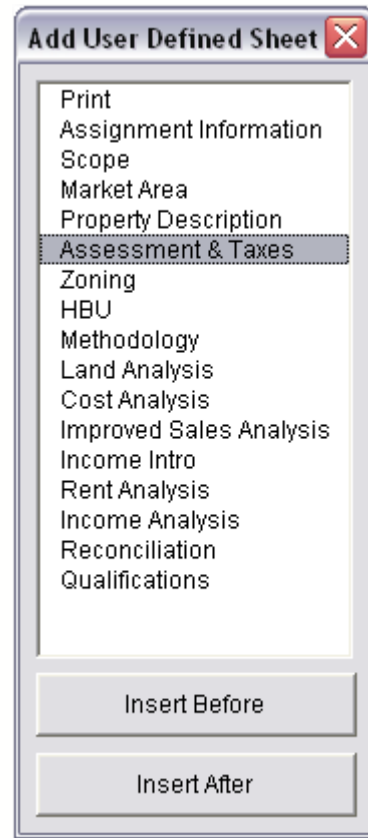 Add User Defined Sheet
Print
Assignment Information
Scope
Market Area
Property Description
Assessment & Taxes
Zoning
HBU
Methodology
Land Analysis
Cost Analysis
Improved Sales Analysis
Income Intro
Rent Analysis
Income Analysis
Reconciliation
Qualifications
Insert Before
Insert After